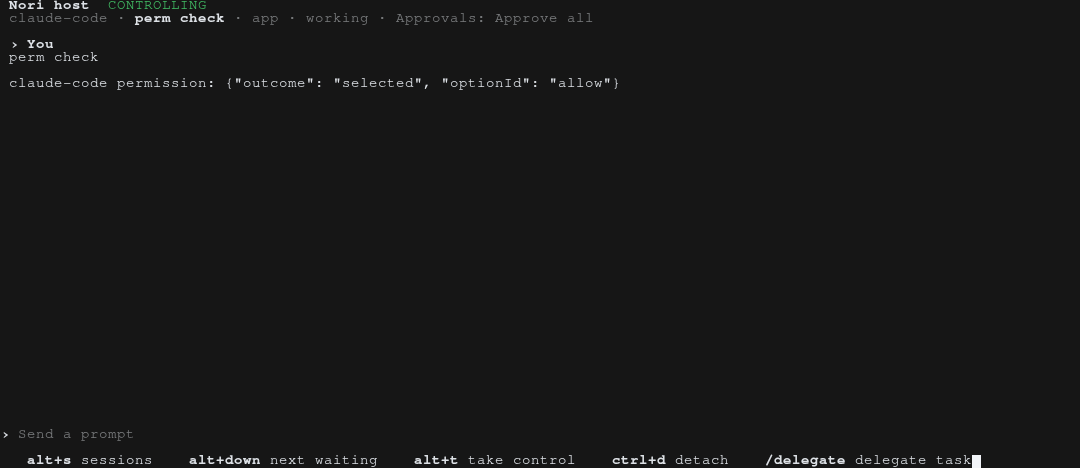 Nori host CONTROLLING
claude-code · perm check · app · working · Approvals: Approve all
› You
perm check
claude-code permission: {"outcome": "selected", "optionId": "allow"}
› Send a prompt
alt+s sessions alt+down next waiting alt+t take control ctrl+d detach /delegate delegate task